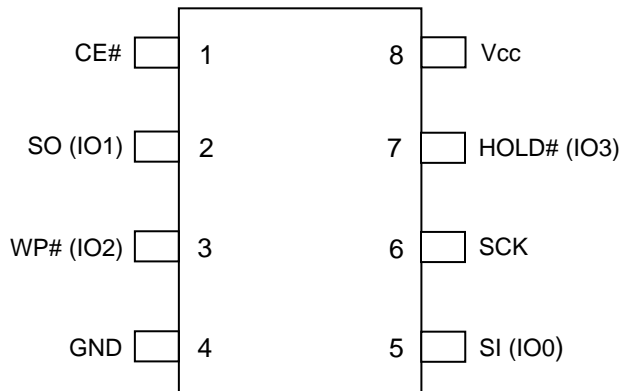 CE# 1 8 Vcc
SO (IO1) 2 7 HOLD# (IO3)
WP# (IO2) 3 6 SCK
GND 4 5 SI (IO0)